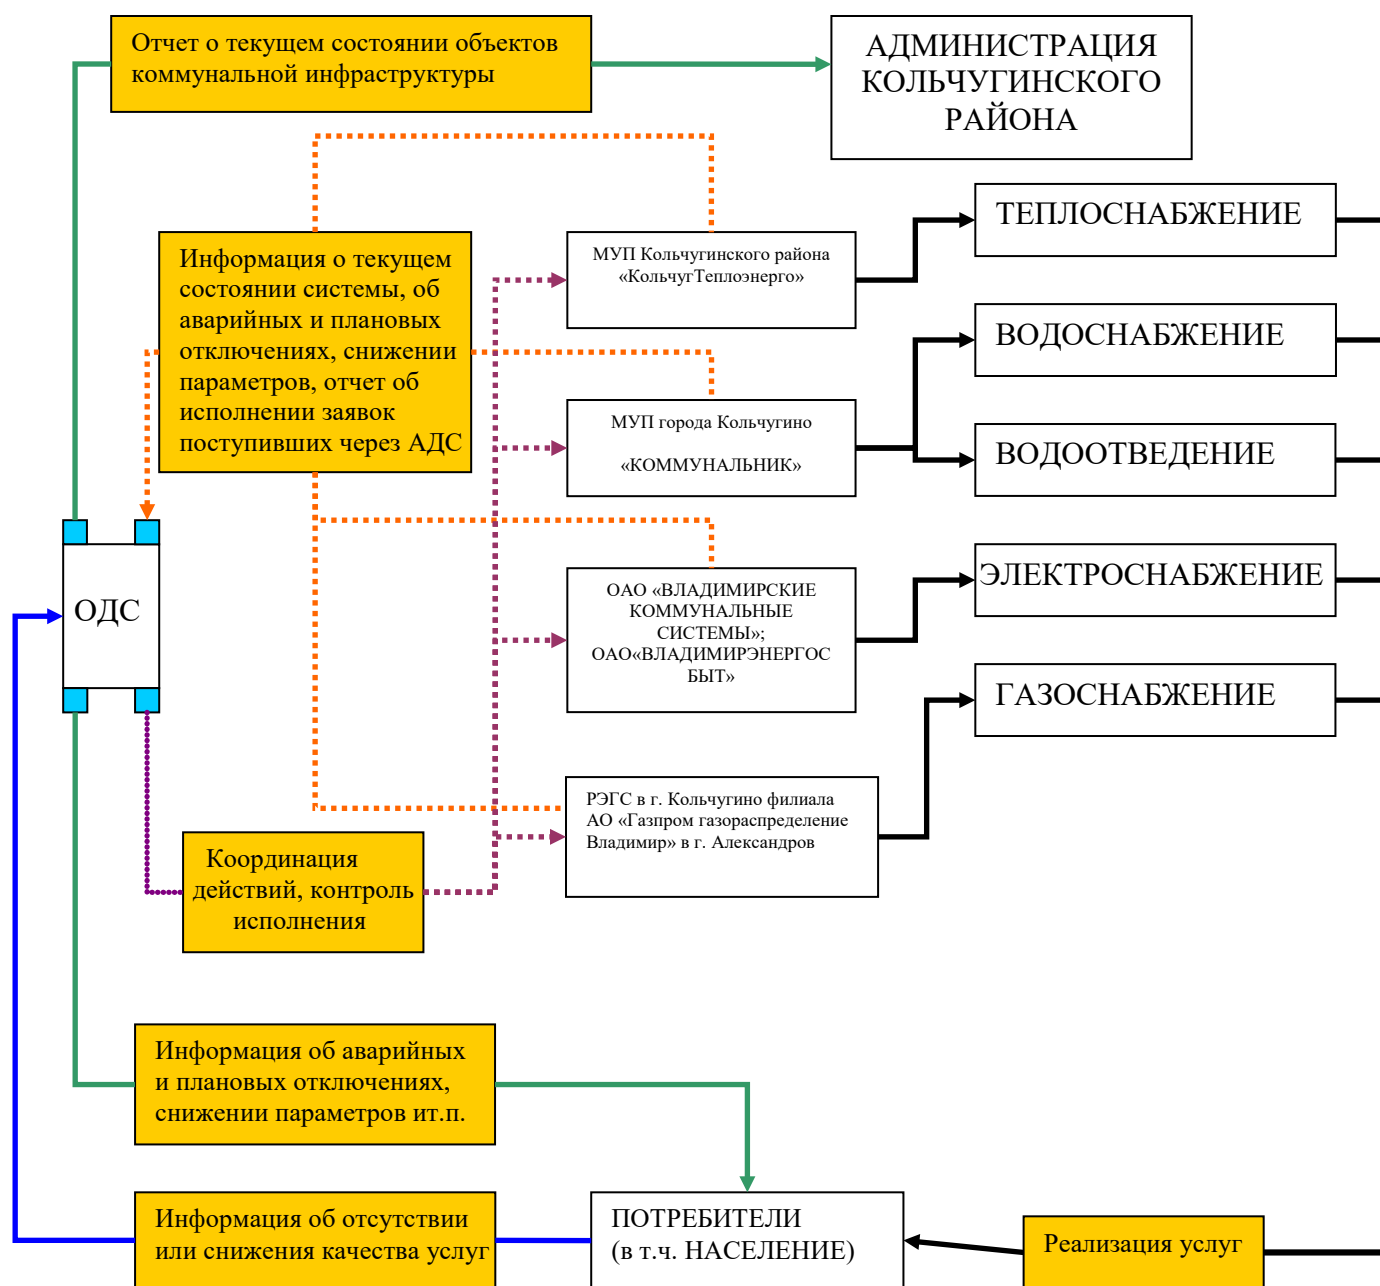 Отчет о текущем состоянии объектов
коммунальной инфраструктуры
АДМИНИСТРАЦИЯ
КОЛЬЧУГИНСКОГО
РАЙОНА
ТЕПЛОСНАБЖЕНИЕ
Информация о текущем
состоянии системы, об
аварийных и плановых
отключениях, снижении
параметров, отчет об
исполнении заявок
поступивших через АДС
МУП Кольчугинского района
«КольчугТеплоэнерго»
ВОДОСНАБЖЕНИЕ
МУП города Кольчугино
«КОММУНАЛЬНИК»
ВОДООТВЕДЕНИЕ
ОДС
ОАО «ВЛАДИМИРСКИЕ
КОММУНАЛЬНЫЕ
СИСТЕМЫ»;
ОАО«ВЛАДИМИРЭНЕРГОС
БЫТ»
ЭЛЕКТРОСНАБЖЕНИЕ
ГАЗОСНАБЖЕНИЕ
РЭГС в г. Кольчугино филиала
АО «Газпром газораспределение
Владимир» в г. Александров
Координация
действий, контроль
исполнения
Информация об аварийных
и плановых отключениях,
снижении параметров ит.п.
Информация об отсутствии
или снижения качества услуг
ПОТРЕБИТЕЛИ
(в т.ч. НАСЕЛЕНИЕ)
Реализация услуг